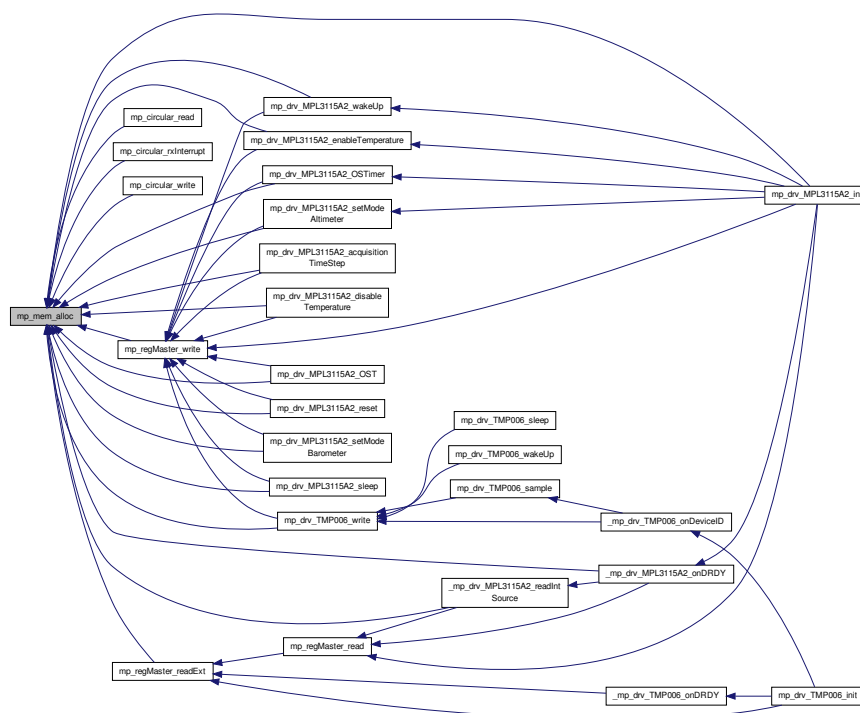 mp_drv_MPL3115A2_wakeUp
mp_circular_read
mp_drv_MPL3115A2_enableTemperature
mp_circular_rxInterrupt
mp_drv_MPL3115A2_OSTimer
mp_circular_write
mp_drv_MPL3115A2_ini
mp_drv_MPL3115A2_setMode
Altimeter
mp_drv_MPL3115A2_acquisition
TimeStep
mp_drv_MPL3115A2_disable
Temperature
mp_mem_alloc
mp_regMaster_write
mp_drv_MPL3115A2_OST
mp_drv_MPL3115A2_reset
mp_drv_TMP006_sleep
mp_drv_MPL3115A2_setMode
Barometer
mp_drv_TMP006_wakeUp
mp_drv_MPL3115A2_sleep
mp_drv_TMP006_sample
mp_drv_TMP006_write
_mp_drv_TMP006_onDeviceID
_mp_drv_MPL3115A2_onDRDY
_mp_drv_MPL3115A2_readInt
Source
mp_regMaster_read
mp_regMaster_readExt
_mp_drv_TMP006_onDRDY
mp_drv_TMP006_init